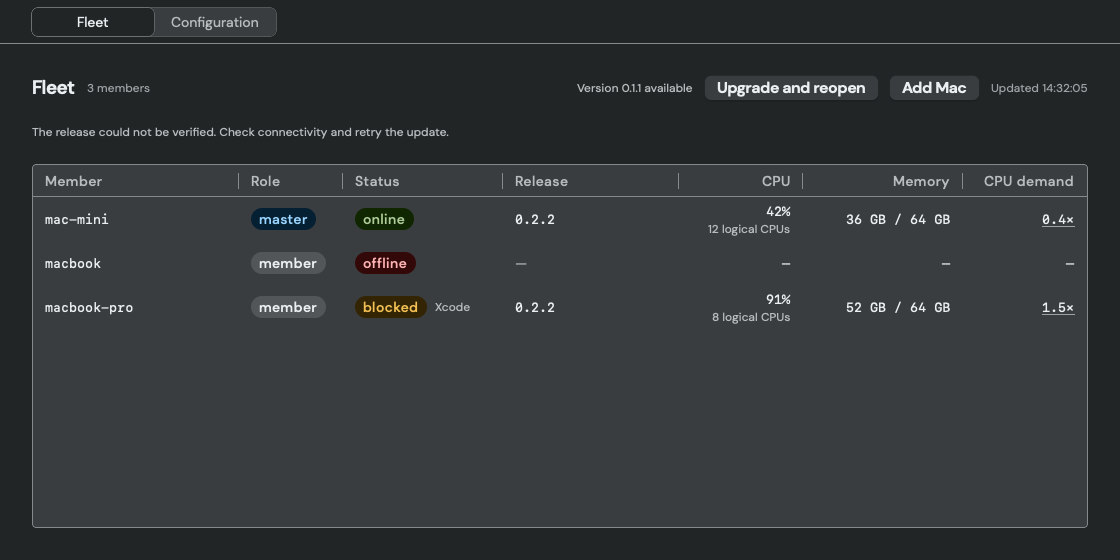 Fleet Configuration
Fleet 3 members Version 0.1.1 available Upgrade and reopen Add Mac Updated 14:32:05
The release could not be verified. Check connectivity and retry the update.
Member Role Status Release CPU Memory CPU demand
mac-mini master online 0.2.2 42% 36 GB / 64 GB 0.4×
12 logical CPUs
macbook member offline — — — —
macbook-pro member blocked Xcode 0.2.2 91% 52 GB / 64 GB 1.5×
8 logical CPUs